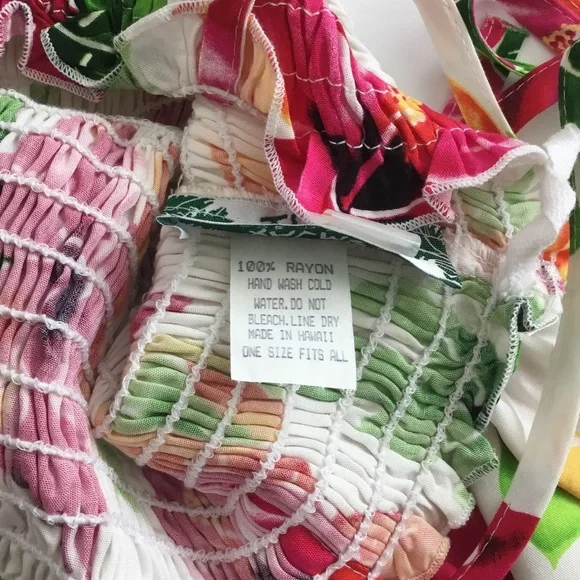 100% RAYON
HAND WASH COLD
WATER.DO NOT
BLEACH.LINE DRY
MADE IN HAWAII
ONE SIZE FITS ALL